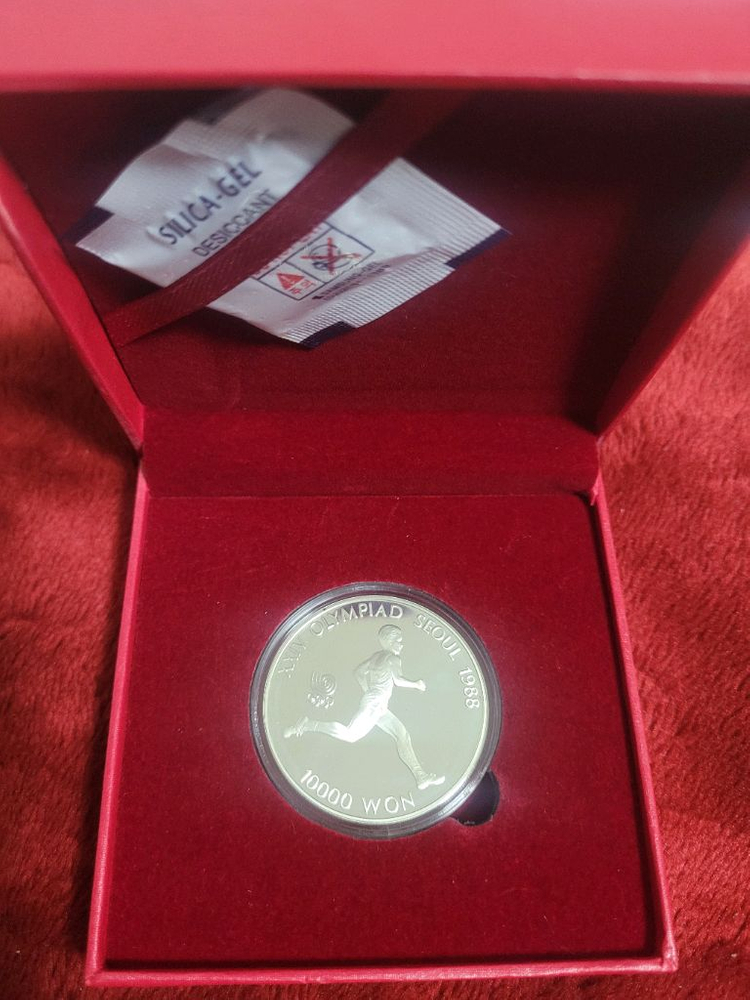 SILICA-GEL
DESICCANT
XXIV OLYMPIAD SEOUL 1988
10000 WON